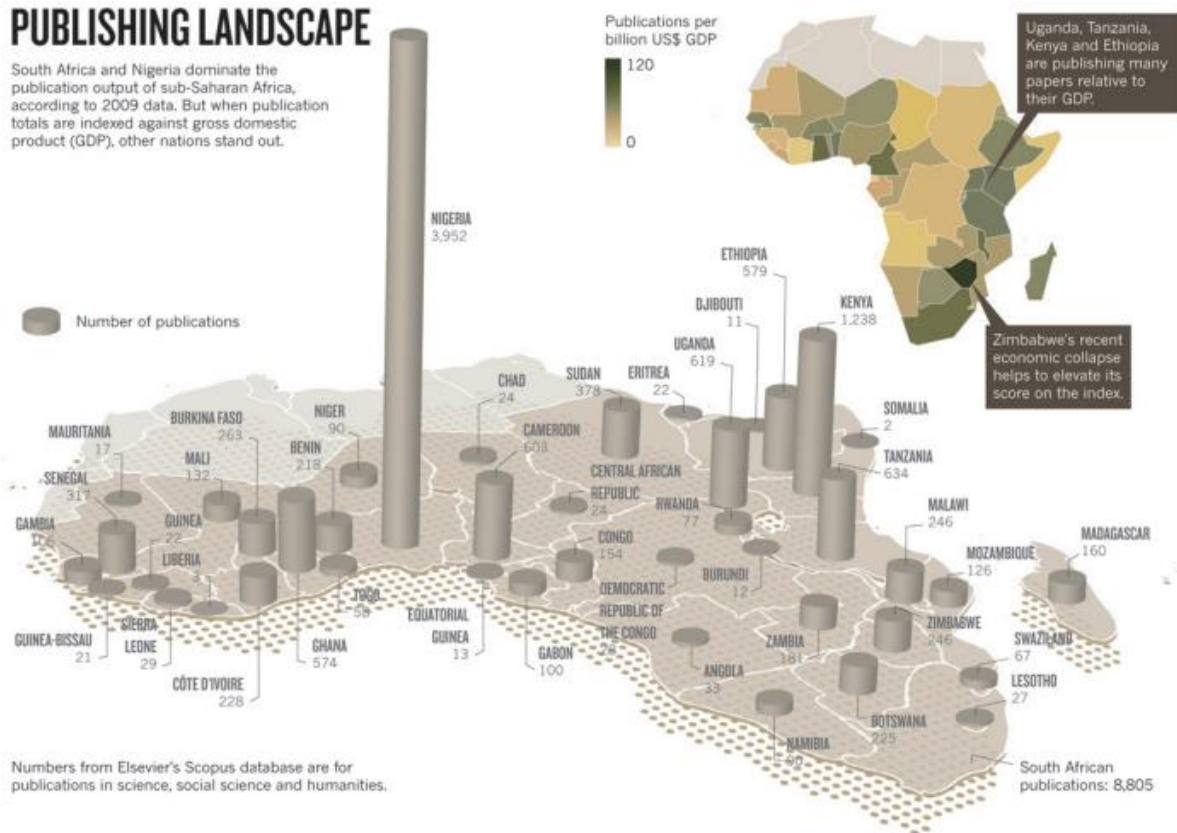 PUBLISHING LANDSCAPE
South Africa and Nigeria dominate the
publication output of sub-Saharan Africa,
according to 2009 data. But when publication
totals are indexed against gross domestic
product (GDP), other nations stand out.
Publications per
billion US$ GDP
120
0
Uganda, Tanzania,
Kenya and Ethiopia
are publishing many
papers relative to
their GDP.
Zimbabwe's recent
economic collapse
helps to elevate its
score on the index.
Number of publications
NIGERIA
3,952
ETHIOPIA
579
DJIBOUTI
11
KENYA
1,238
UGANDA
619
ERITREA
22
SUDAN
378
CHAD
24
SOMALIA
2
TANZANIA
634
CAMEROON
603
NIGER
90
BURKINA FASO
263
BENIN
218
MAURITANIA
17
MALI
132
SENEGAL
317
GUINEA
22
GAMBIA
LIBERIA
3
CENTRAL AFRICAN
REPUBLIC
24
RWANDA
77
CONGO
154
MALAWI
246
MADAGASCAR
160
MOZAMBIQUE
126
BURUNDI
12
DEMOCRATIC
REPUBLIC OF
THE CONGO
TOGO
58
EQUATORIAL
GUINEA
13
GABON
100
GUINEA-BISSAU
21
SIERRA
LEONE
29
CÔTE D'IVOIRE
228
GHANA
574
ANGOLA
33
ZAMBIA
181
ZIMBABWE
246
SWAZILAND
67
LESOTHO
27
BOTSWANA
225
NAMIBIA
90
South African
publications: 8,805
Numbers from Elsevier's Scopus database are for
publications in science, social science and humanities.